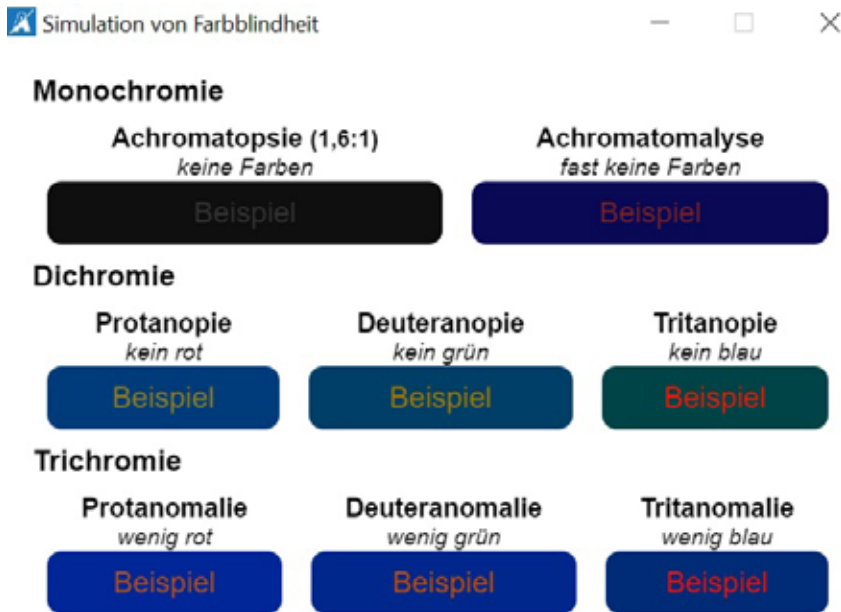 Simulation von Farbblindheit
Monochromie
Achromatopsie (1,6:1)
keine Farben
Beispiel
Achromatomalyse
fast keine Farben
Beispiel
Dichromie
Protanopie
kein rot
Beispiel
Deuteranopie
kein grün
Beispiel
Tritanopie
kein blau
Beispiel
Trichromie
Protanomalie
wenig rot
Beispiel
Deuteranomalie
wenig grün
Beispiel
Tritanomalie
wenig blau
Beispiel